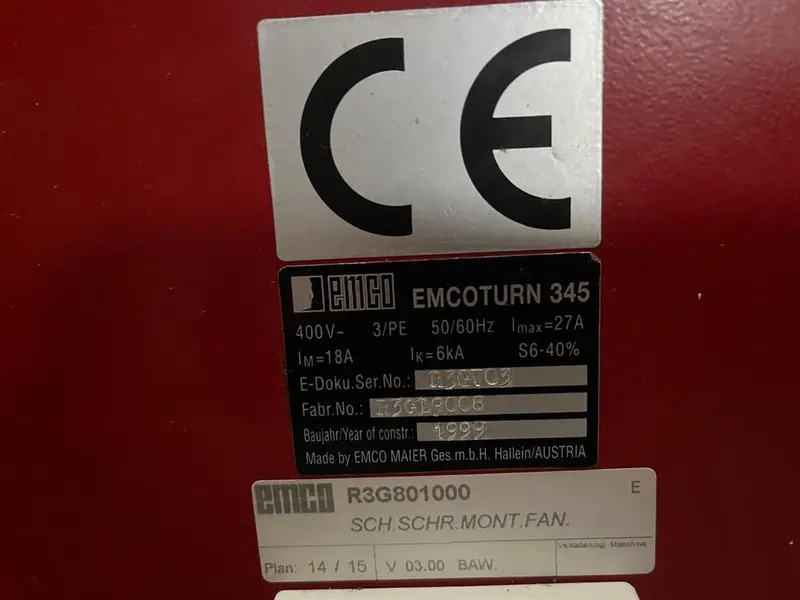 CE
emco EMCOTURN 345
400V~ 3/PE 50/60Hz Imax=27A
IM=18A IK=6kA S6-40%
E-Doku.Ser.No.:
Fabr.No.:
Baujahr/Year of constr.: 1999
Made by EMCO MAIER Ges.m.b.H. Hallein/AUSTRIA
emco R3G801000 E
SCH.SCHR.MONT.FAN.
Verkabelung Maschine
Plan: 14 / 15 V 03.00 BAW.